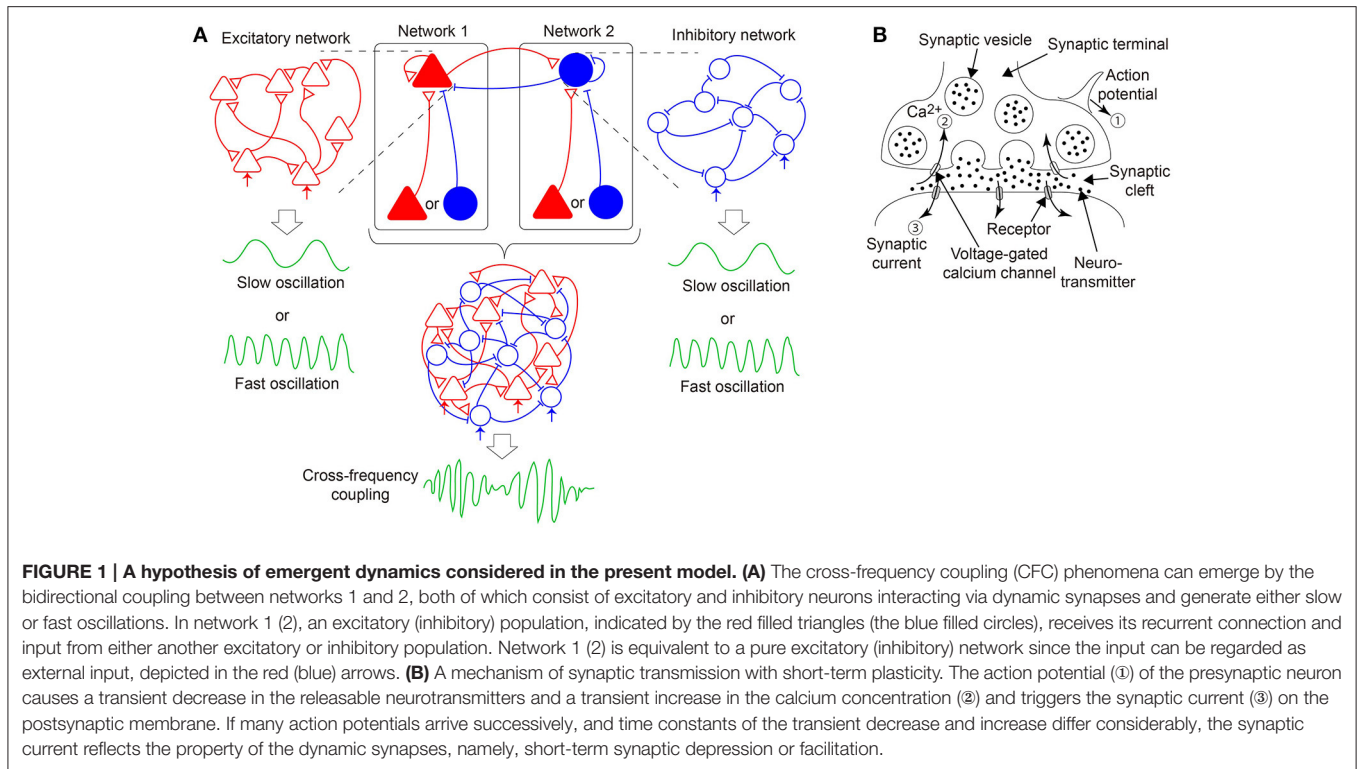 A
Excitatory network
Network 1
Network 2
Inhibitory network
or
or
Slow oscillation
or
Fast oscillation
Slow oscillation
or
Fast oscillation
Cross-frequency
coupling
B
Synaptic vesicle
Synaptic terminal
Action
potential
①
Ca2+
②
Synaptic
cleft
③
Receptor
Synaptic
current
Voltage-gated
calcium channel
Neuro-
transmitter
FIGURE 1 | A hypothesis of emergent dynamics considered in the present model. (A) The cross-frequency coupling (CFC) phenomena can emerge by the
bidirectional coupling between networks 1 and 2, both of which consist of excitatory and inhibitory neurons interacting via dynamic synapses and generate either slow
or fast oscillations. In network 1 (2), an excitatory (inhibitory) population, indicated by the red filled triangles (the blue filled circles), receives its recurrent connection and
input from either another excitatory or inhibitory population. Network 1 (2) is equivalent to a pure excitatory (inhibitory) network since the input can be regarded as
external input, depicted in the red (blue) arrows. (B) A mechanism of synaptic transmission with short-term plasticity. The action potential (①) of the presynaptic neuron
causes a transient decrease in the releasable neurotransmitters and a transient increase in the calcium concentration (②) and triggers the synaptic current (③) on the
postsynaptic membrane. If many action potentials arrive successively, and time constants of the transient decrease and increase differ considerably, the synaptic
current reflects the property of the dynamic synapses, namely, short-term synaptic depression or facilitation.